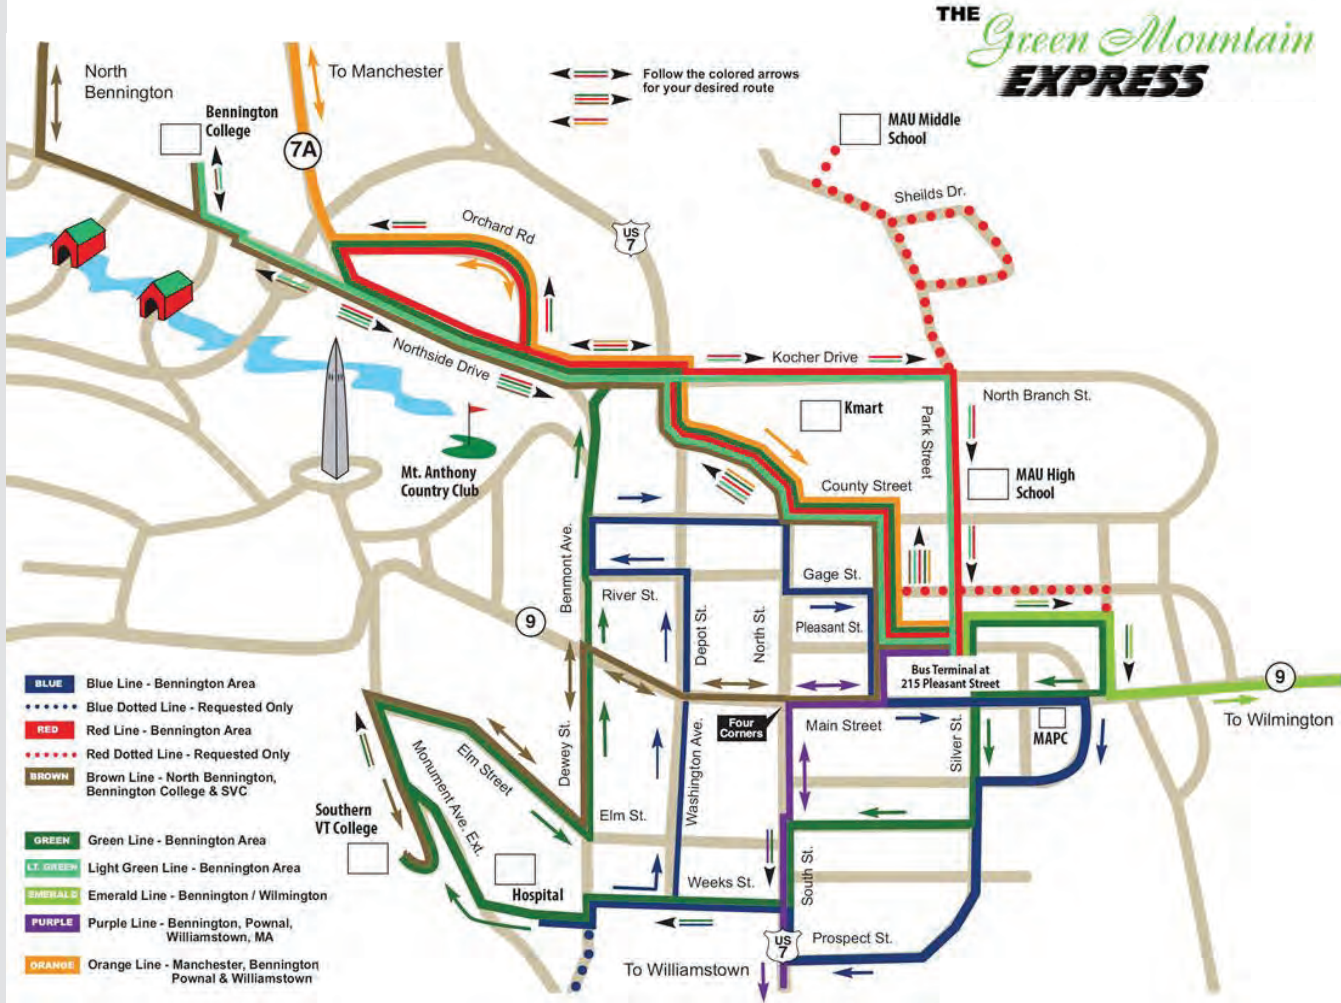 THE
Green Mountain
EXPRESS
North
Bennington
To Manchester
Follow the colored arrows
for your desired route
Bennington
College
7A
MAU Middle
School
Sheilds Dr.
Orchard Rd
US
7
Northside Drive
Kocher Drive
North Branch St.
Kmart
Park Street
Mt. Anthony
Country Club
MAU High
School
County Street
Benmont Ave.
Gage St.
River St.
9
Depot St.
North St.
Pleasant St.
Bus Terminal at
215 Pleasant Street
9
To Wilmington
Four
Corners
Main Street
Silver St.
MAPC
Dewey St.
Washington Ave.
Elm Street
Monument Ave. Ext.
Elm St.
Southern
VT College
Hospital
Weeks St.
South St.
US
7
Prospect St.
To Williamstown
BLUE Blue Line - Bennington Area
Blue Dotted Line - Requested Only
RED Red Line - Bennington Area
Red Dotted Line - Requested Only
BROWN Brown Line - North Bennington,
Bennington College & SVC
GREEN Green Line - Bennington Area
LT. GREEN Light Green Line - Bennington Area
EMERALD Emerald Line - Bennington / Wilmington
PURPLE Purple Line - Bennington, Pownal,
Williamstown, MA
ORANGE Orange Line - Manchester, Bennington
Pownal & Williamstown